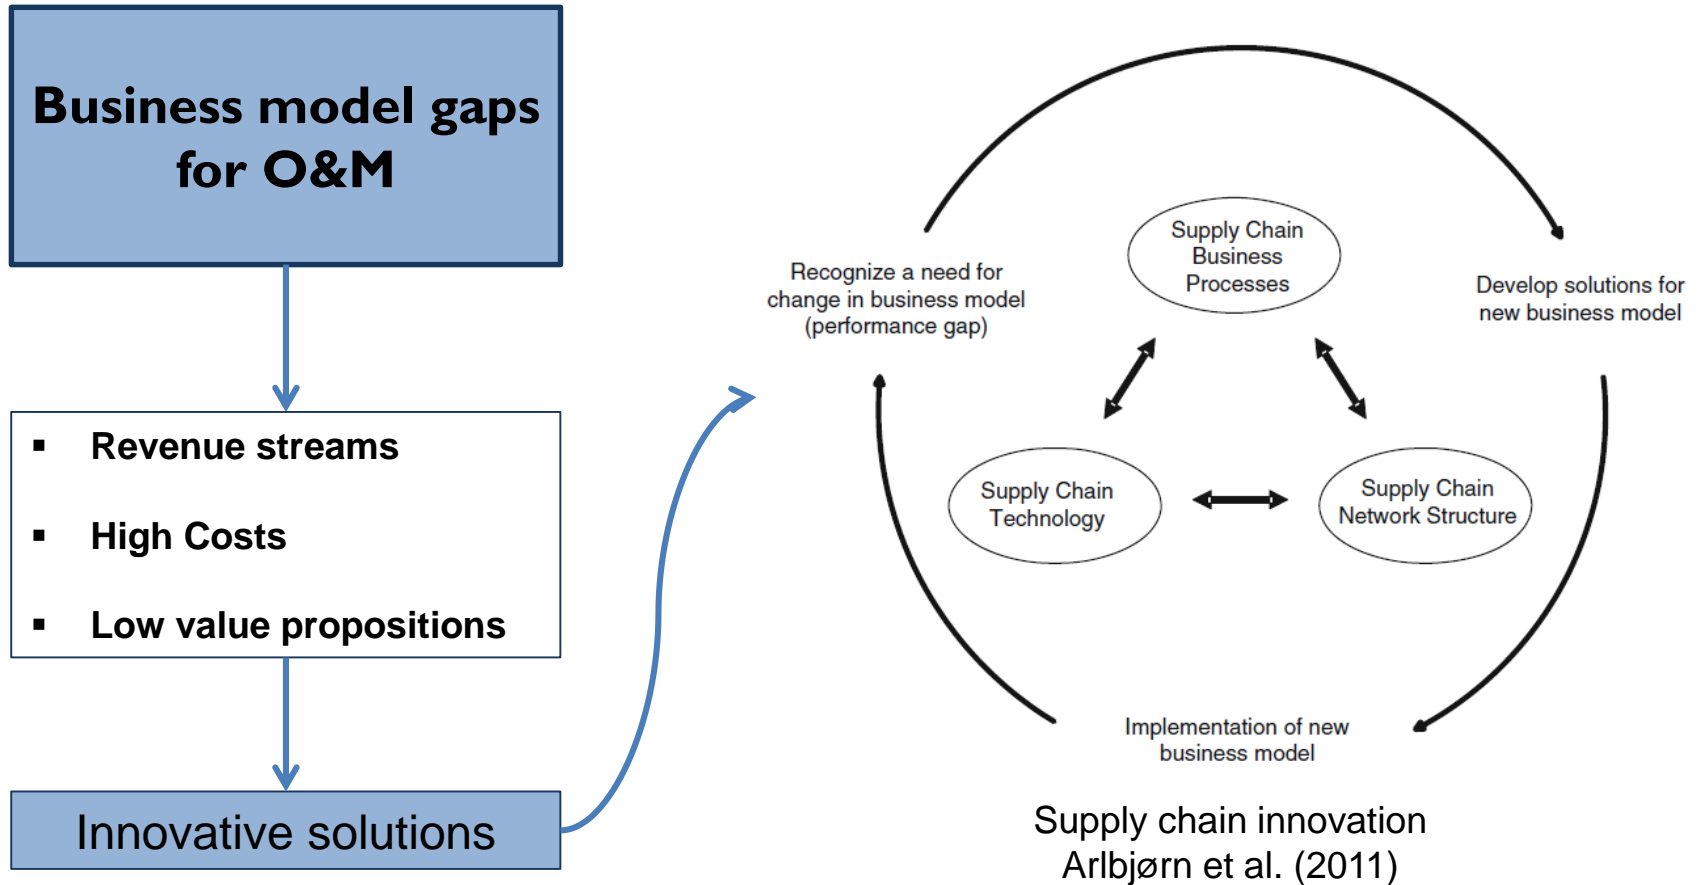 Business model gaps
for O&M
▪ Revenue streams
▪ High Costs
▪ Low value propositions
Innovative solutions
Recognize a need for
change in business model
(performance gap)
Supply Chain
Business
Processes
Develop solutions for
new business model
Supply Chain
Technology
Supply Chain
Network Structure
Implementation of new
business model
Supply chain innovation
Arlbjørn et al. (2011)